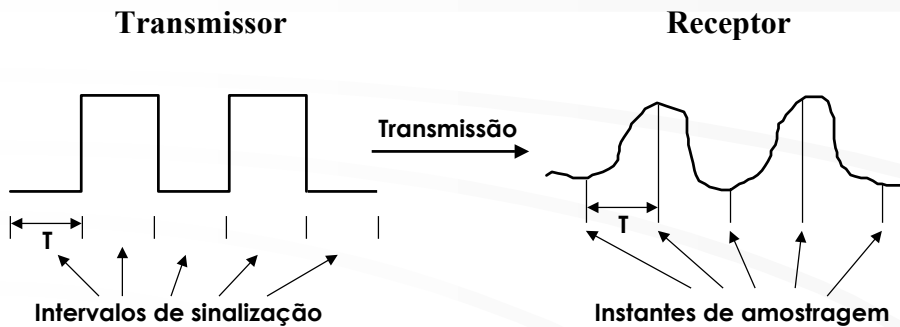 Transmissor
Receptor
Transmissão
T
T
Intervalos de sinalização
Instantes de amostragem